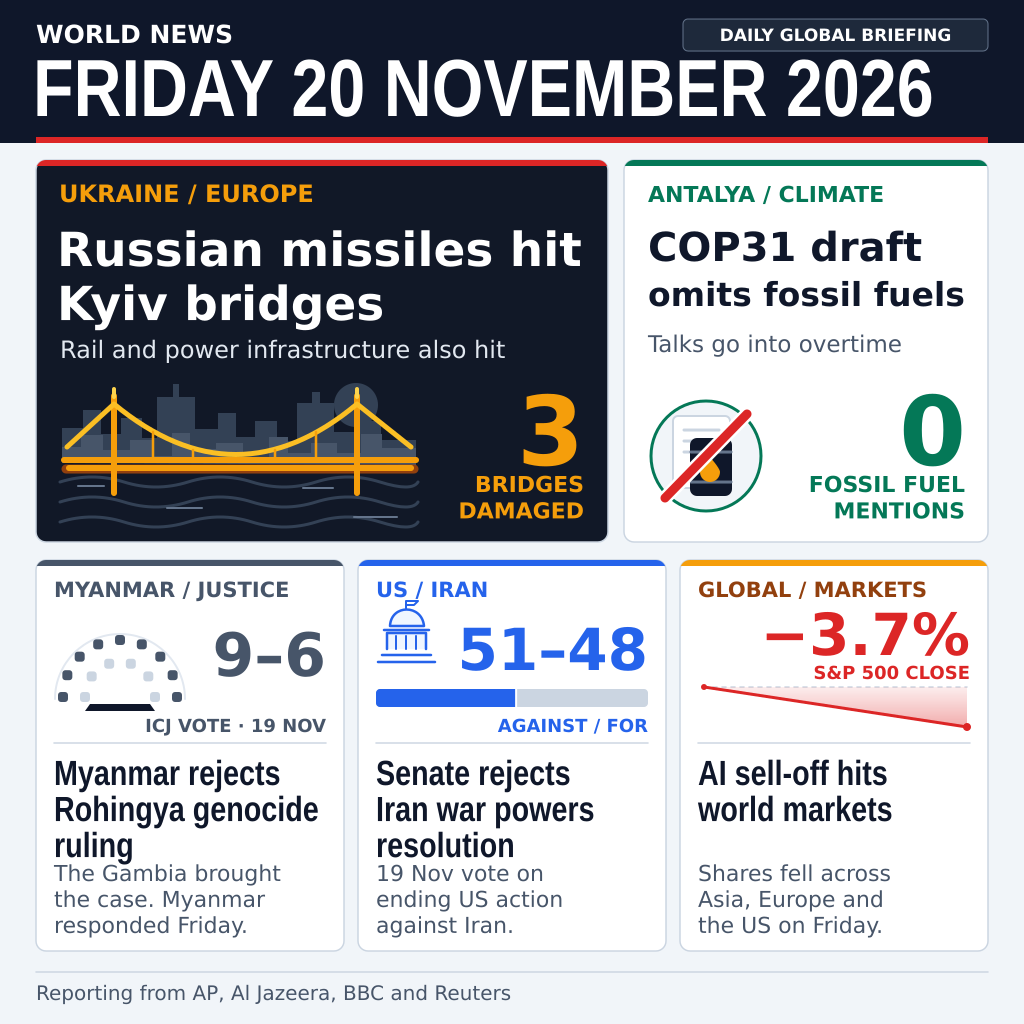 WORLD NEWS
DAILY GLOBAL BRIEFING
FRIDAY 20 NOVEMBER 2026
UKRAINE / EUROPE
Russian missiles hit
Kyiv bridges
Rail and power infrastructure also hit
3
BRIDGES
DAMAGED
ANTALYA / CLIMATE
COP31 draft
omits fossil fuels
Talks go into overtime
0
FOSSIL FUEL
MENTIONS
MYANMAR / JUSTICE
9–6
ICJ VOTE · 19 NOV
Myanmar rejects
Rohingya genocide
ruling
The Gambia brought
the case. Myanmar
responded Friday.
US / IRAN
51–48
AGAINST / FOR
Senate rejects
Iran war powers
resolution
19 Nov vote on
ending US action
against Iran.
GLOBAL / MARKETS
−3.7%
S&P 500 CLOSE
AI sell-off hits
world markets
Shares fell across
Asia, Europe and
the US on Friday.
Reporting from AP, Al Jazeera, BBC and Reuters